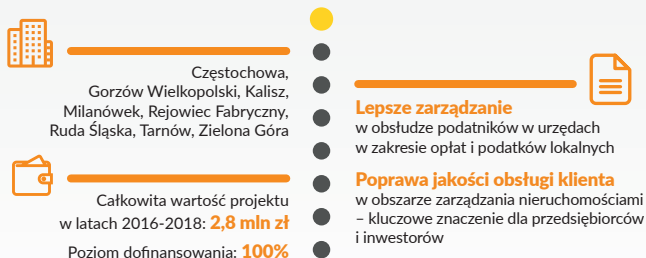 Częstochowa,
Gorzów Wielkopolski, Kalisz,
Milanówek, Rejowiec Fabryczny,
Ruda Śląska, Tarnów, Zielona Góra
Całkowita wartość projektu
w latach 2016-2018: 2,8 mln zł
Poziom dofinansowania: 100%
Lepsze zarządzanie
w obsłudze podatników w urzędach
w zakresie opłat i podatków lokalnych
Poprawa jakości obsługi klienta
w obszarze zarządzania nieruchomościami
– kluczowe znaczenie dla przedsiębiorców
i inwestorów